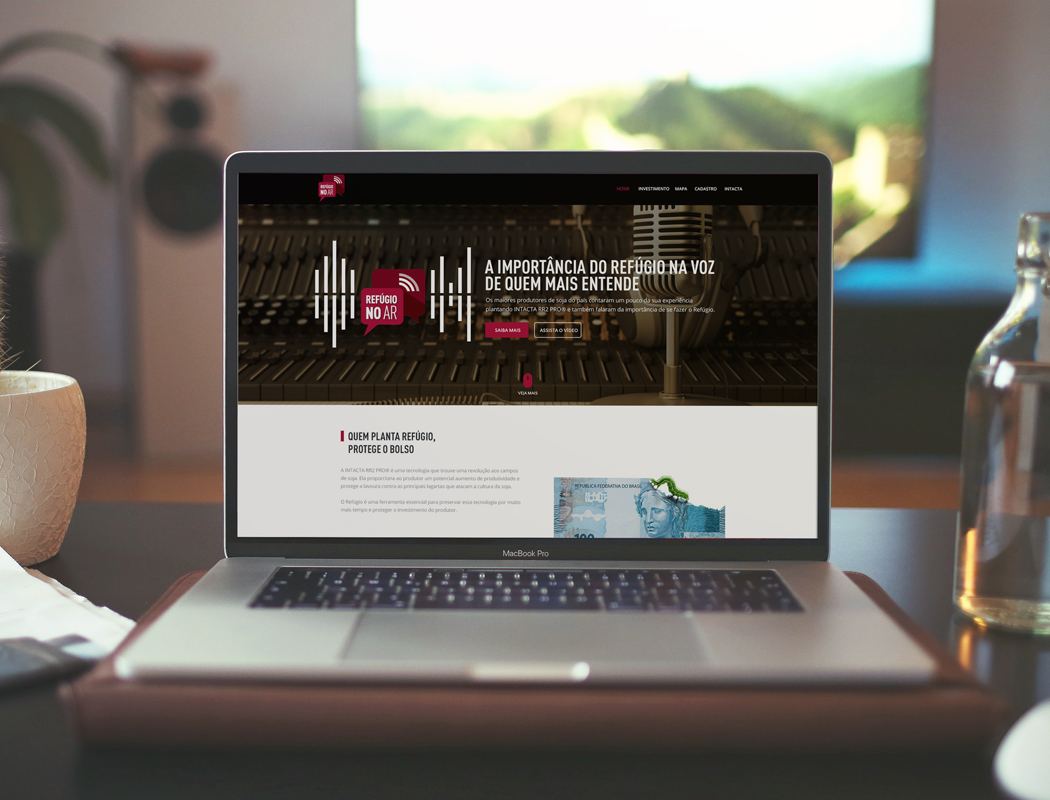 REFÚGIO
NO AR
HOME INVESTIMENTO MAPA CADASTRO INTACTA
REFÚGIO
NO AR
A IMPORTÂNCIA DO REFÚGIO NA VOZ
DE QUEM MAIS ENTENDE
Os maiores produtores de soja do país contaram um pouco da sua experiência
plantando INTACTA RR2 PRO® e também falaram da importância de se fazer o Refúgio.
SAIBA MAIS ASSISTA O VÍDEO
VEJA MAIS
QUEM PLANTA REFÚGIO,
PROTEGE O BOLSO
A INTACTA RR2 PRO® é uma tecnologia que trouxe uma revolução aos campos
de soja. Ela proporciona ao produtor um potencial aumento de produtividade e
protege a lavoura contra as principais lagartas que atacam a cultura da soja.
O Refúgio é uma ferramenta essencial para preservar essa tecnologia por muito
mais tempo e proteger o investimento do produtor.
REPÚBLICA FEDERATIVA DO BRASIL
100
MacBook Pro